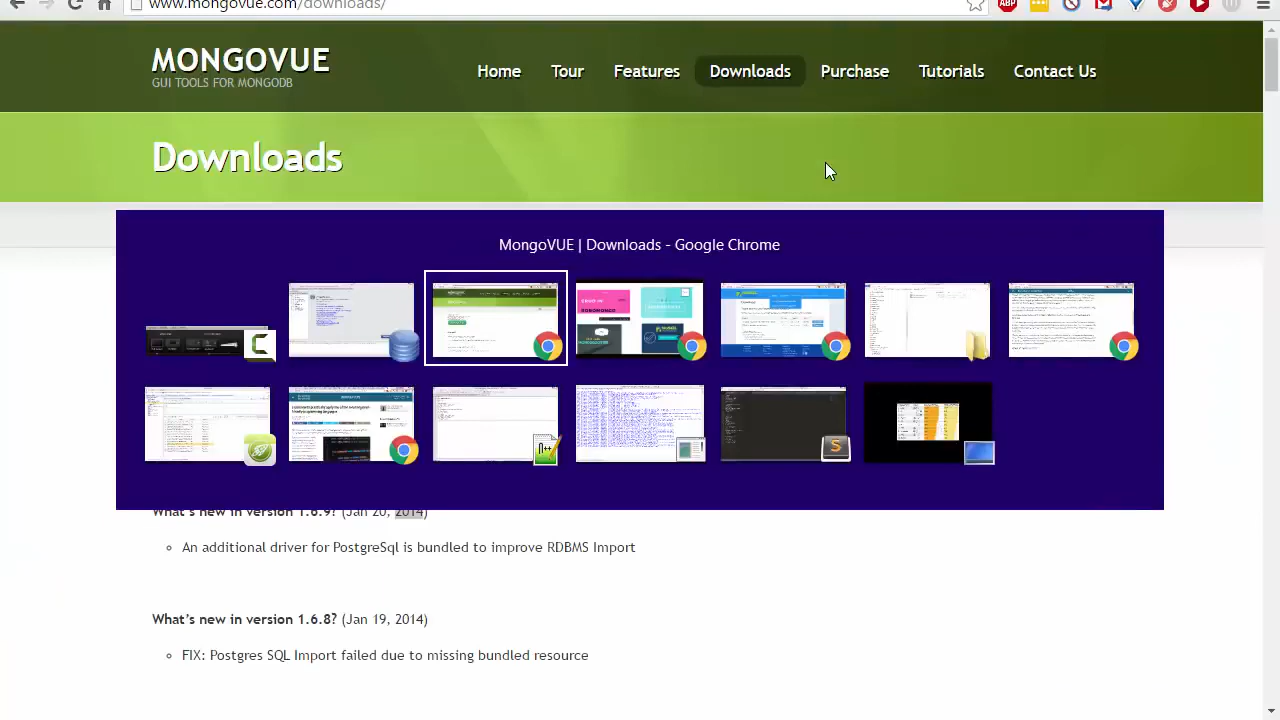 www.mongovue.com/downloads/
ABP
MONGOVUE
GUI TOOLS FOR MONGODB
Home Tour Features Downloads Purchase Tutorials Contact Us
Downloads
MongoVUE | Downloads - Google Chrome
What's new in version 1.6.9? (Jan 20, 2014)
An additional driver for PostgreSql is bundled to improve RDBMS Import
What's new in version 1.6.8? (Jan 19, 2014)
FIX: Postgres SQL Import failed due to missing bundled resource